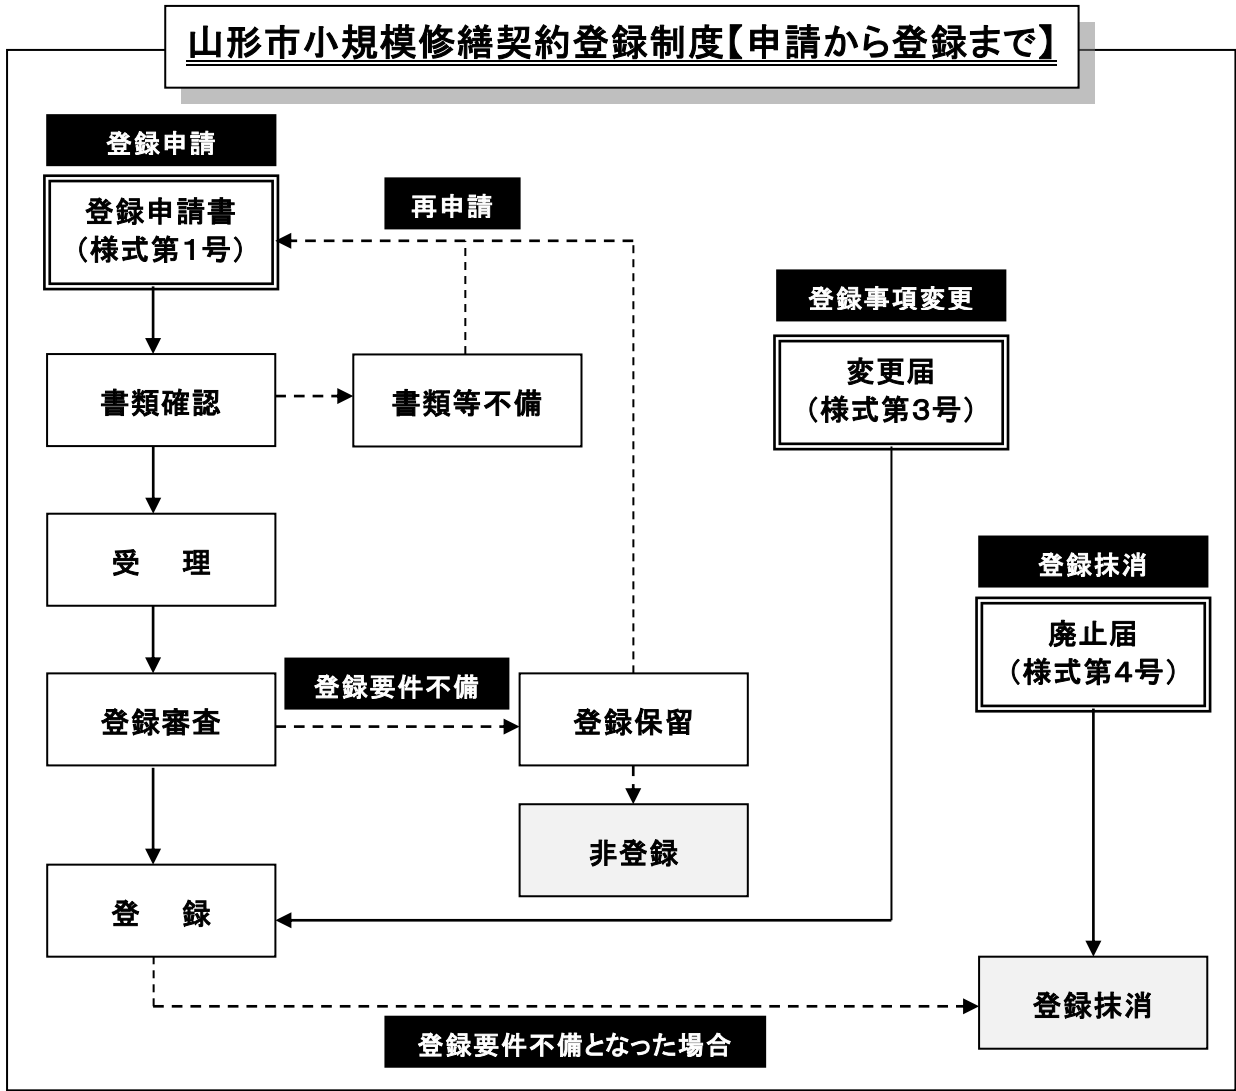 山形市小規模修繕契約登録制度【申請から登録まで】
登録申請
登録申請書
（様式第１号）
再申請
登録事項変更
変更届
（様式第３号）
書類確認
書類等不備
受　理
登録抹消
廃止届
（様式第４号）
登録要件不備
登録審査
登録保留
非登録
登　録
登録抹消
登録要件不備となった場合